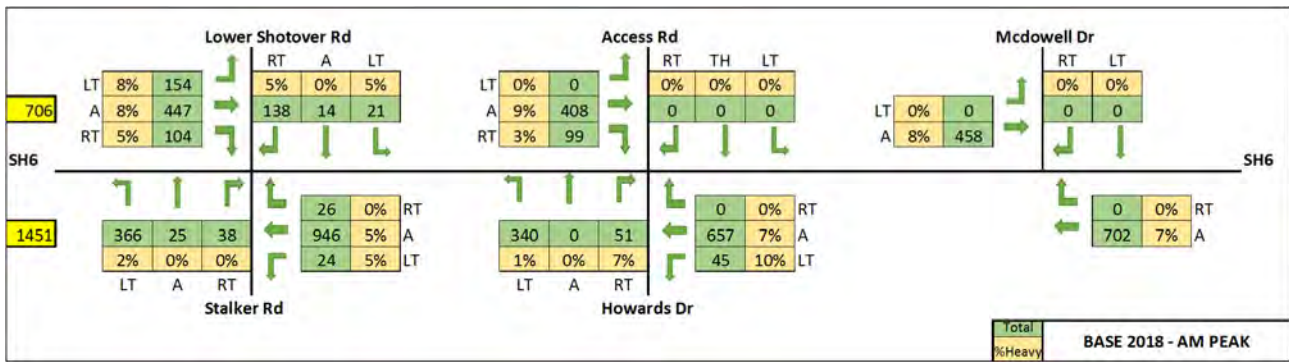 Lower Shotover Rd Access Rd Mcdowell Dr
RT A LT RT TH LT RT LT
LT 8% 154 5% 0% 5% LT 0% 0 0% 0% 0% 0% 0%
706 A 8% 447 138 14 21 A 9% 408 0 0 0 LT 0% 0 0 0
RT 5% 104 RT 3% 99 A 8% 458
SH6 SH6
26 0% RT 0 0% RT 0 0% RT
1451 366 25 38 946 5% A 340 0 51 657 7% A 702 7% A
2% 0% 0% 24 5% LT 1% 0% 7% 45 10% LT
LT A RT LT A RT
Stalker Rd Howards Dr
Total
%Heavy BASE 2018 - AM PEAK